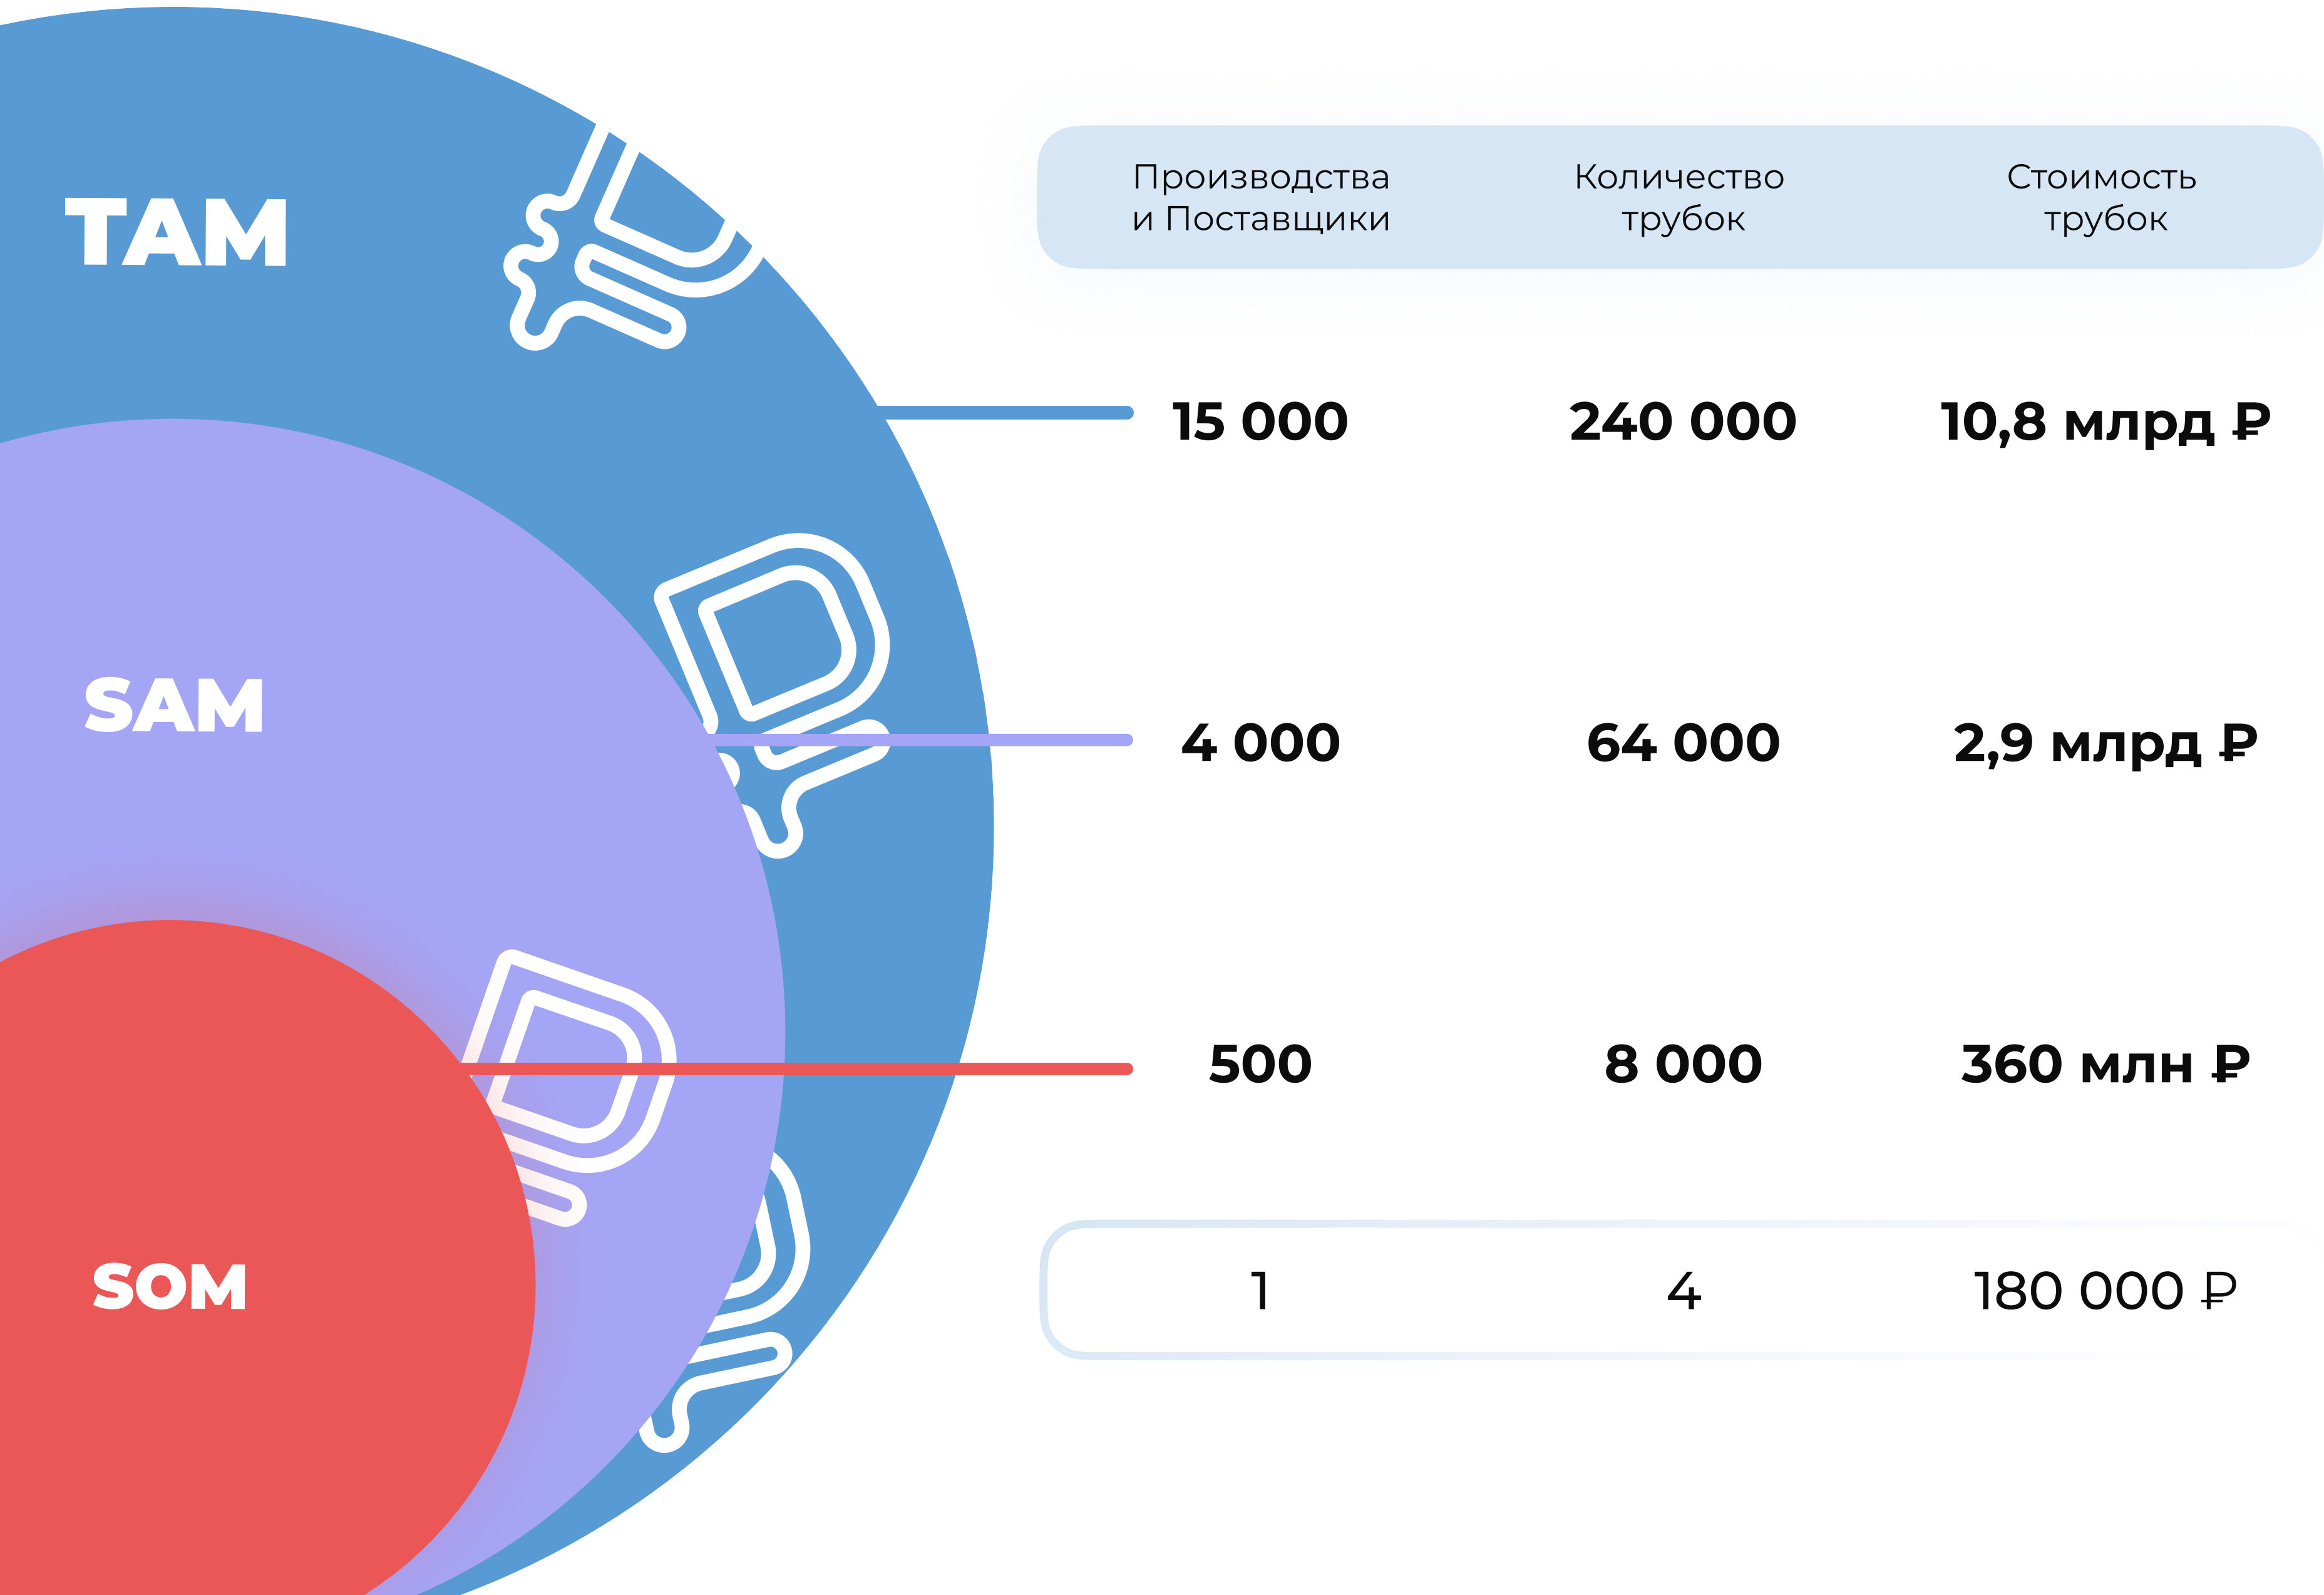 TAM
Производства
и Поставщики
Количество
трубок
Стоимость
трубок
15 000
240 000
10,8 млрд ₽
SAM
4 000
64 000
2,9 млрд ₽
500
8 000
360 млн ₽
SOM
1
4
180 000 ₽